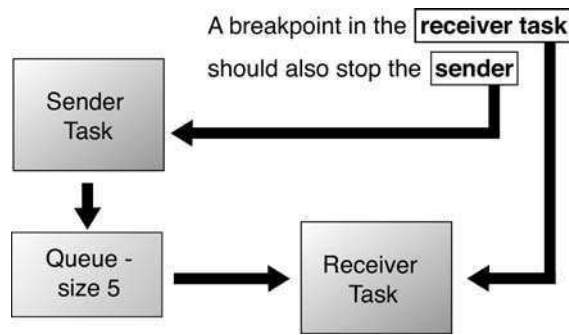 A breakpoint in the receiver task
should also stop the sender
Sender
Task
Queue -
size 5
Receiver
Task